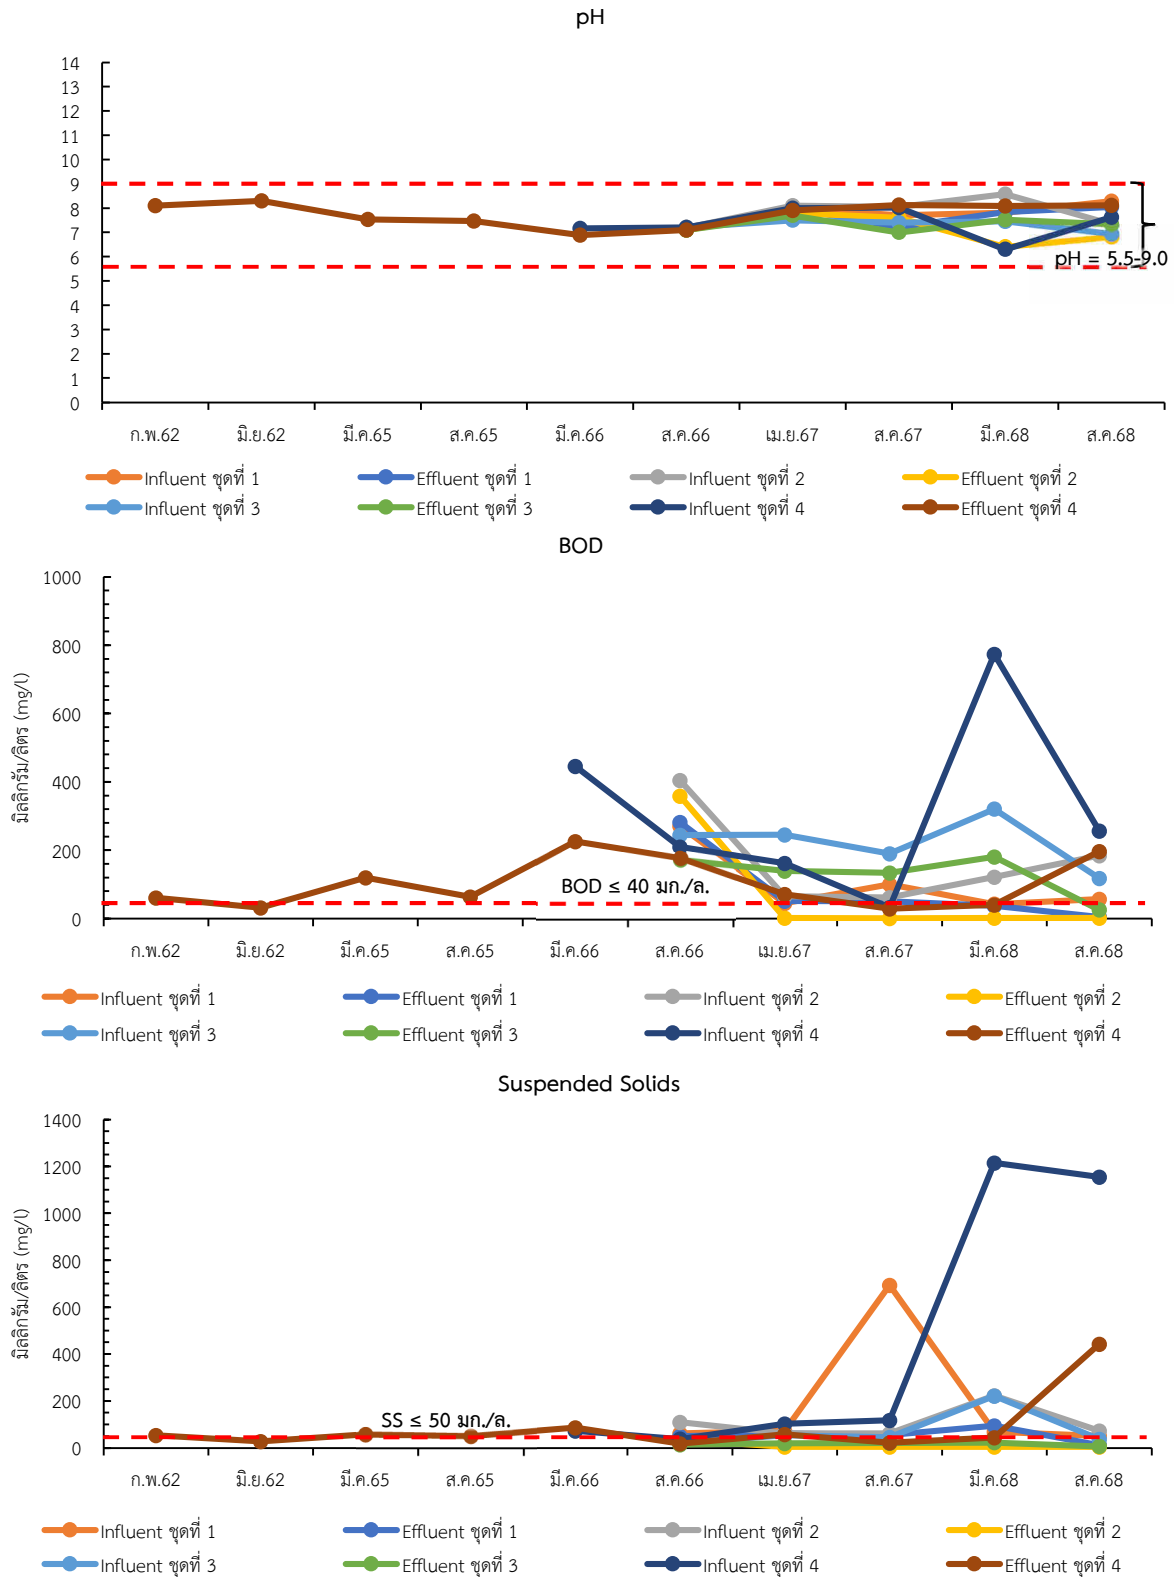 pH
14
13
12
11
10
9
8
7
6
5
4
3
2
1
0
pH = 5.5-9.0
ก.พ.62 มิ.ย.62 มี.ค.65 ส.ค.65 มี.ค.66 ส.ค.66 เม.ย.67 ส.ค.67 มี.ค.68 ส.ค.68
Influent ชุดที่ 1 Effluent ชุดที่ 1 Influent ชุดที่ 2 Effluent ชุดที่ 2
Influent ชุดที่ 3 Effluent ชุดที่ 3 Influent ชุดที่ 4 Effluent ชุดที่ 4
BOD
มิลลิกรัม/ลิตร (mg/l)
1000
800
600
400
200
0
BOD ≤ 40 มก./ล.
ก.พ.62 มิ.ย.62 มี.ค.65 ส.ค.65 มี.ค.66 ส.ค.66 เม.ย.67 ส.ค.67 มี.ค.68 ส.ค.68
Influent ชุดที่ 1 Effluent ชุดที่ 1 Influent ชุดที่ 2 Effluent ชุดที่ 2
Influent ชุดที่ 3 Effluent ชุดที่ 3 Influent ชุดที่ 4 Effluent ชุดที่ 4
Suspended Solids
มิลลิกรัม/ลิตร (mg/l)
1400
1200
1000
800
600
400
200
0
SS ≤ 50 มก./ล.
ก.พ.62 มิ.ย.62 มี.ค.65 ส.ค.65 มี.ค.66 ส.ค.66 เม.ย.67 ส.ค.67 มี.ค.68 ส.ค.68
Influent ชุดที่ 1 Effluent ชุดที่ 1 Influent ชุดที่ 2 Effluent ชุดที่ 2
Influent ชุดที่ 3 Effluent ชุดที่ 3 Influent ชุดที่ 4 Effluent ชุดที่ 4